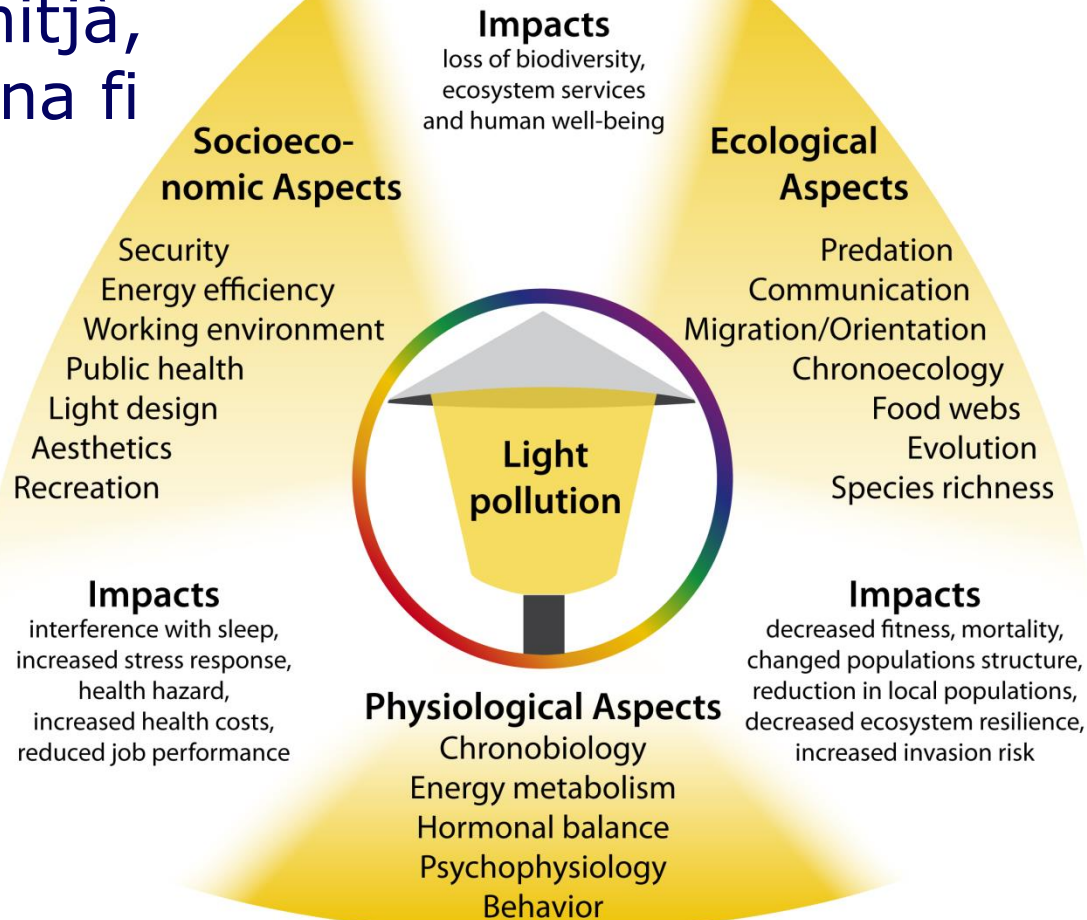 na fi
Impacts
loss of biodiversity,
ecosystem services
and human well-being
Socioeco-
nomic Aspects
Security
Energy efficiency
Working environment
Public health
Light design
Aesthetics
Recreation
Ecological
Aspects
Predation
Communication
Migration/Orientation
Chronoecology
Food webs
Evolution
Species richness
Light
pollution
Impacts
interference with sleep,
increased stress response,
health hazard,
increased health costs,
reduced job performance
Impacts
decreased fitness, mortality,
changed populations structure,
reduction in local populations,
decreased ecosystem resilience,
increased invasion risk
Physiological Aspects
Chronobiology
Energy metabolism
Hormonal balance
Psychophysiology
Behavior